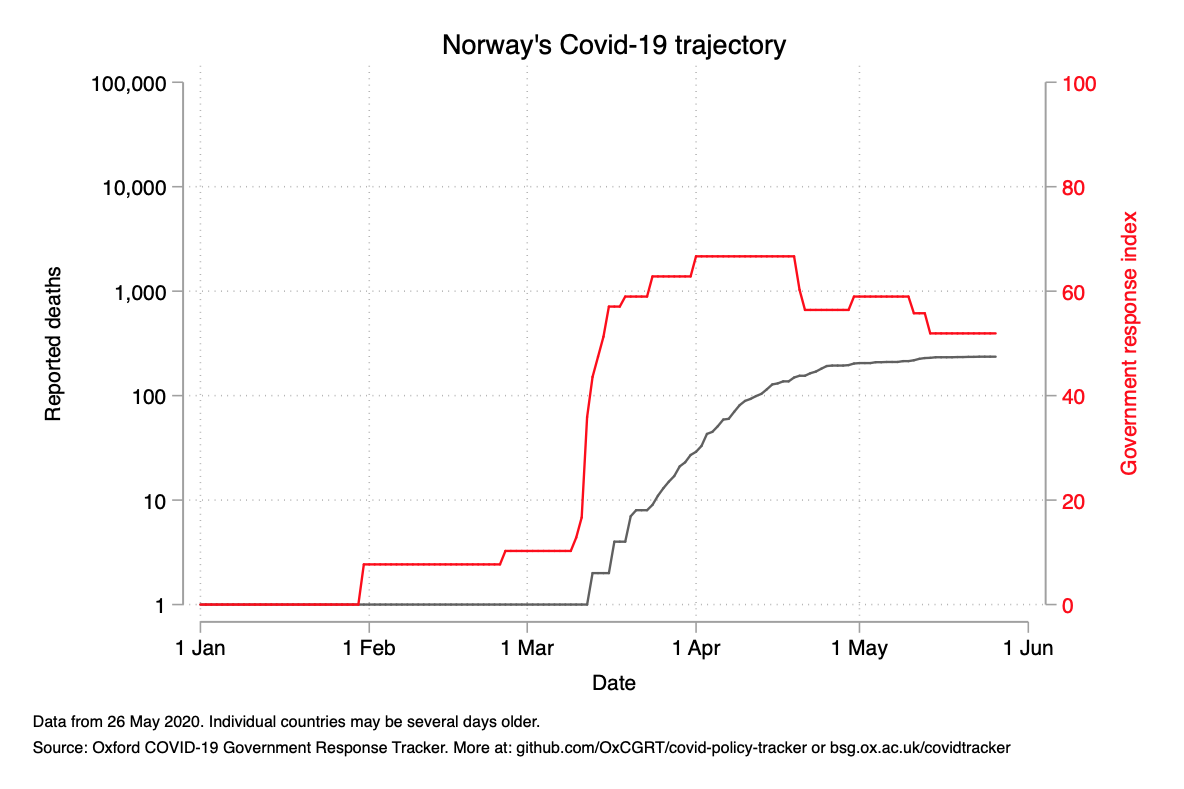 Norway's Covid-19 trajectory
100,000
10,000
1,000
100
10
1
Reported deaths
100
80
60
40
20
0
Government response index
1 Jan
1 Feb
1 Mar
1 Apr
1 May
1 Jun
Date
Data from 26 May 2020. Individual countries may be several days older.
Source: Oxford COVID-19 Government Response Tracker. More at: github.com/OxCGRT/covid-policy-tracker or bsg.ox.ac.uk/covidtracker